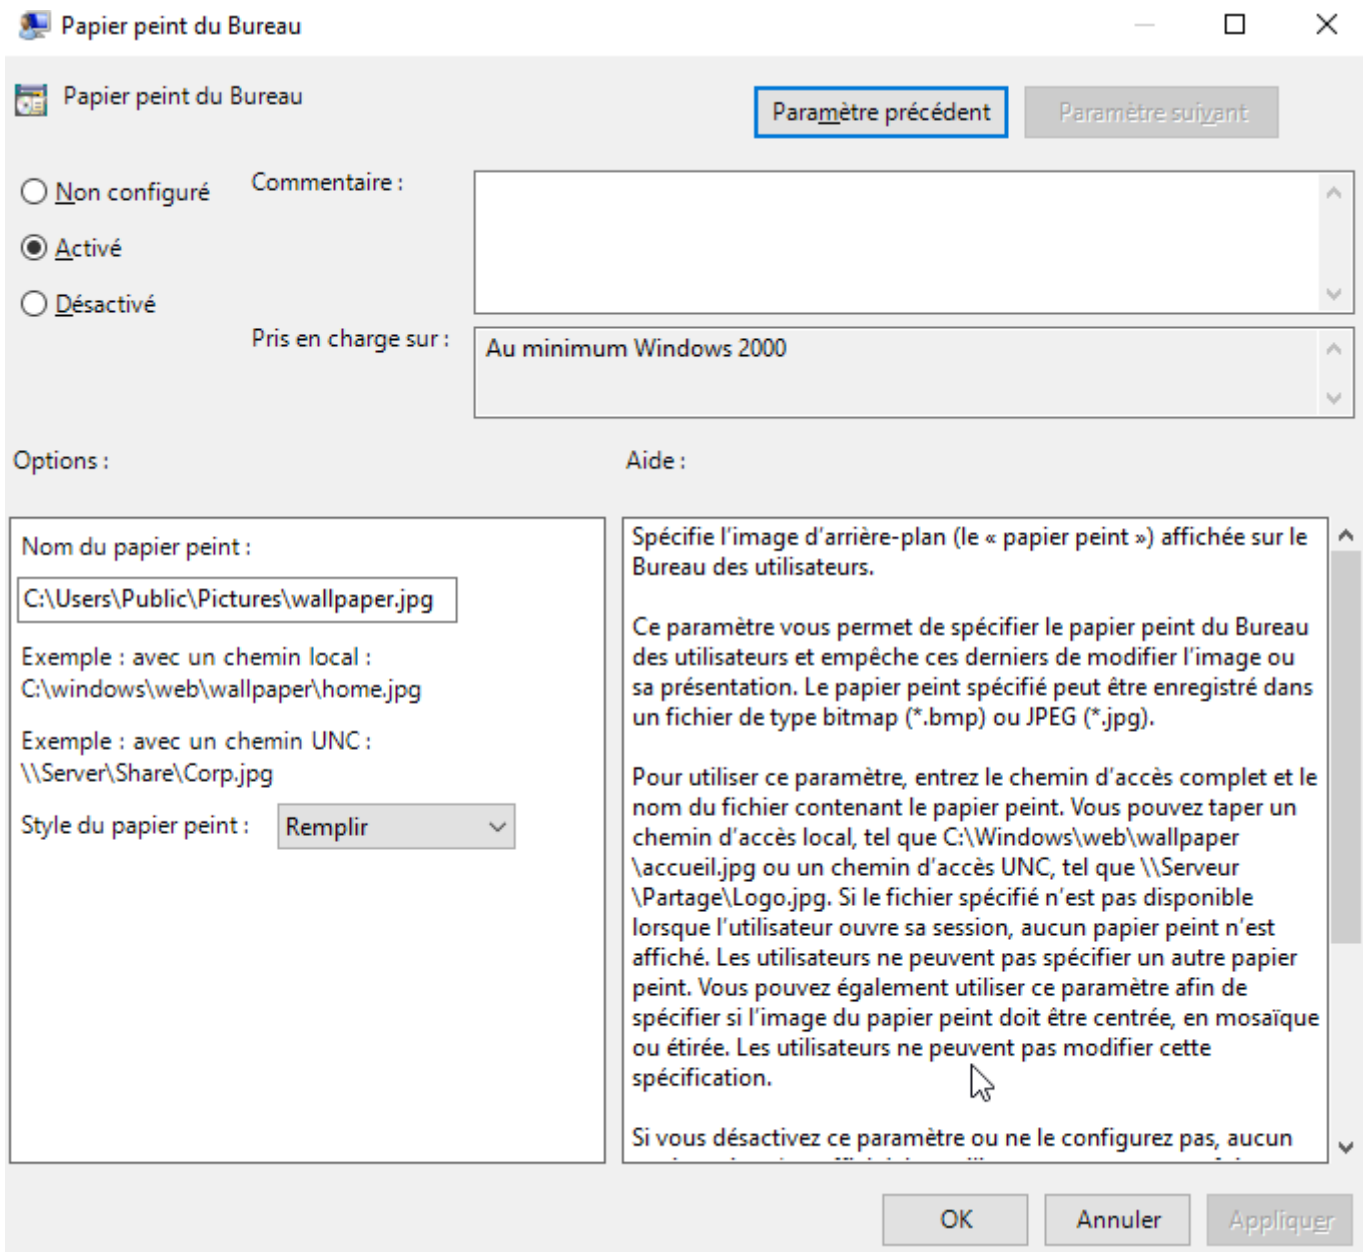 Papier peint du Bureau
Papier peint du Bureau
Paramètre précédent
Paramètre suivant
Non configuré
Activé
Désactivé
Commentaire :
Pris en charge sur :
Au minimum Windows 2000
Options :
Aide :
Nom du papier peint :
C:\Users\Public\Pictures\wallpaper.jpg
Exemple : avec un chemin local :
C:\windows\web\wallpaper\home.jpg
Exemple : avec un chemin UNC :
\\Server\Share\Corp.jpg
Style du papier peint :
Remplir
Spécifie l’image d’arrière-plan (le « papier peint ») affichée sur le
Bureau des utilisateurs.
Ce paramètre vous permet de spécifier le papier peint du Bureau
des utilisateurs et empêche ces derniers de modifier l’image ou
sa présentation. Le papier peint spécifié peut être enregistré dans
un fichier de type bitmap (*.bmp) ou JPEG (*.jpg).
Pour utiliser ce paramètre, entrez le chemin d’accès complet et le
nom du fichier contenant le papier peint. Vous pouvez taper un
chemin d’accès local, tel que C:\Windows\web\wallpaper
\accueil.jpg ou un chemin d’accès UNC, tel que \\Serveur
\Partage\Logo.jpg. Si le fichier spécifié n’est pas disponible
lorsque l’utilisateur ouvre sa session, aucun papier peint n’est
affiché. Les utilisateurs ne peuvent pas spécifier un autre papier
peint. Vous pouvez également utiliser ce paramètre afin de
spécifier si l’image du papier peint doit être centrée, en mosaïque
ou étirée. Les utilisateurs ne peuvent pas modifier cette
spécification.
Si vous désactivez ce paramètre ou ne le configurez pas, aucun
OK
Annuler
Appliquer